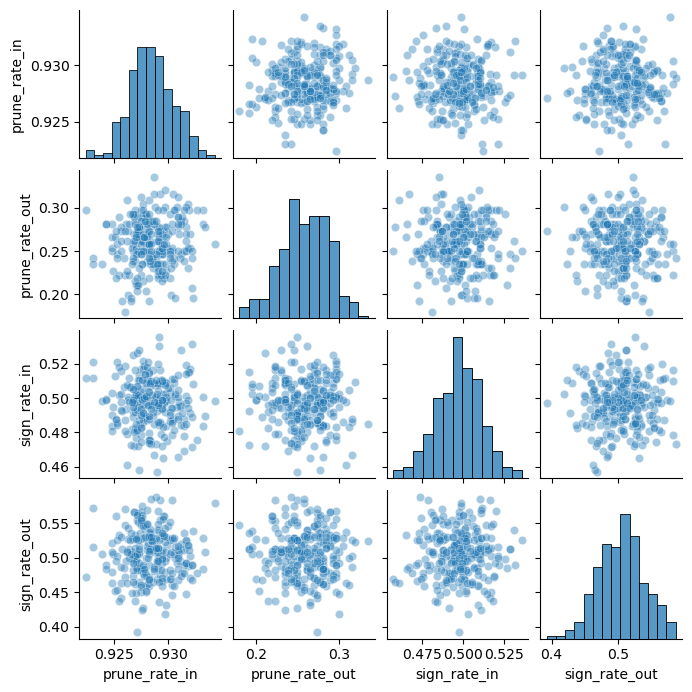 prune_rate_in
0.930
0.925
prune_rate_out
0.30
0.25
0.20
sign_rate_in
0.52
0.50
0.48
0.46
sign_rate_out
0.55
0.50
0.45
0.40
0.925 0.930 0.2 0.3 0.475 0.500 0.525 0.4 0.5
prune_rate_in prune_rate_out sign_rate_in sign_rate_out